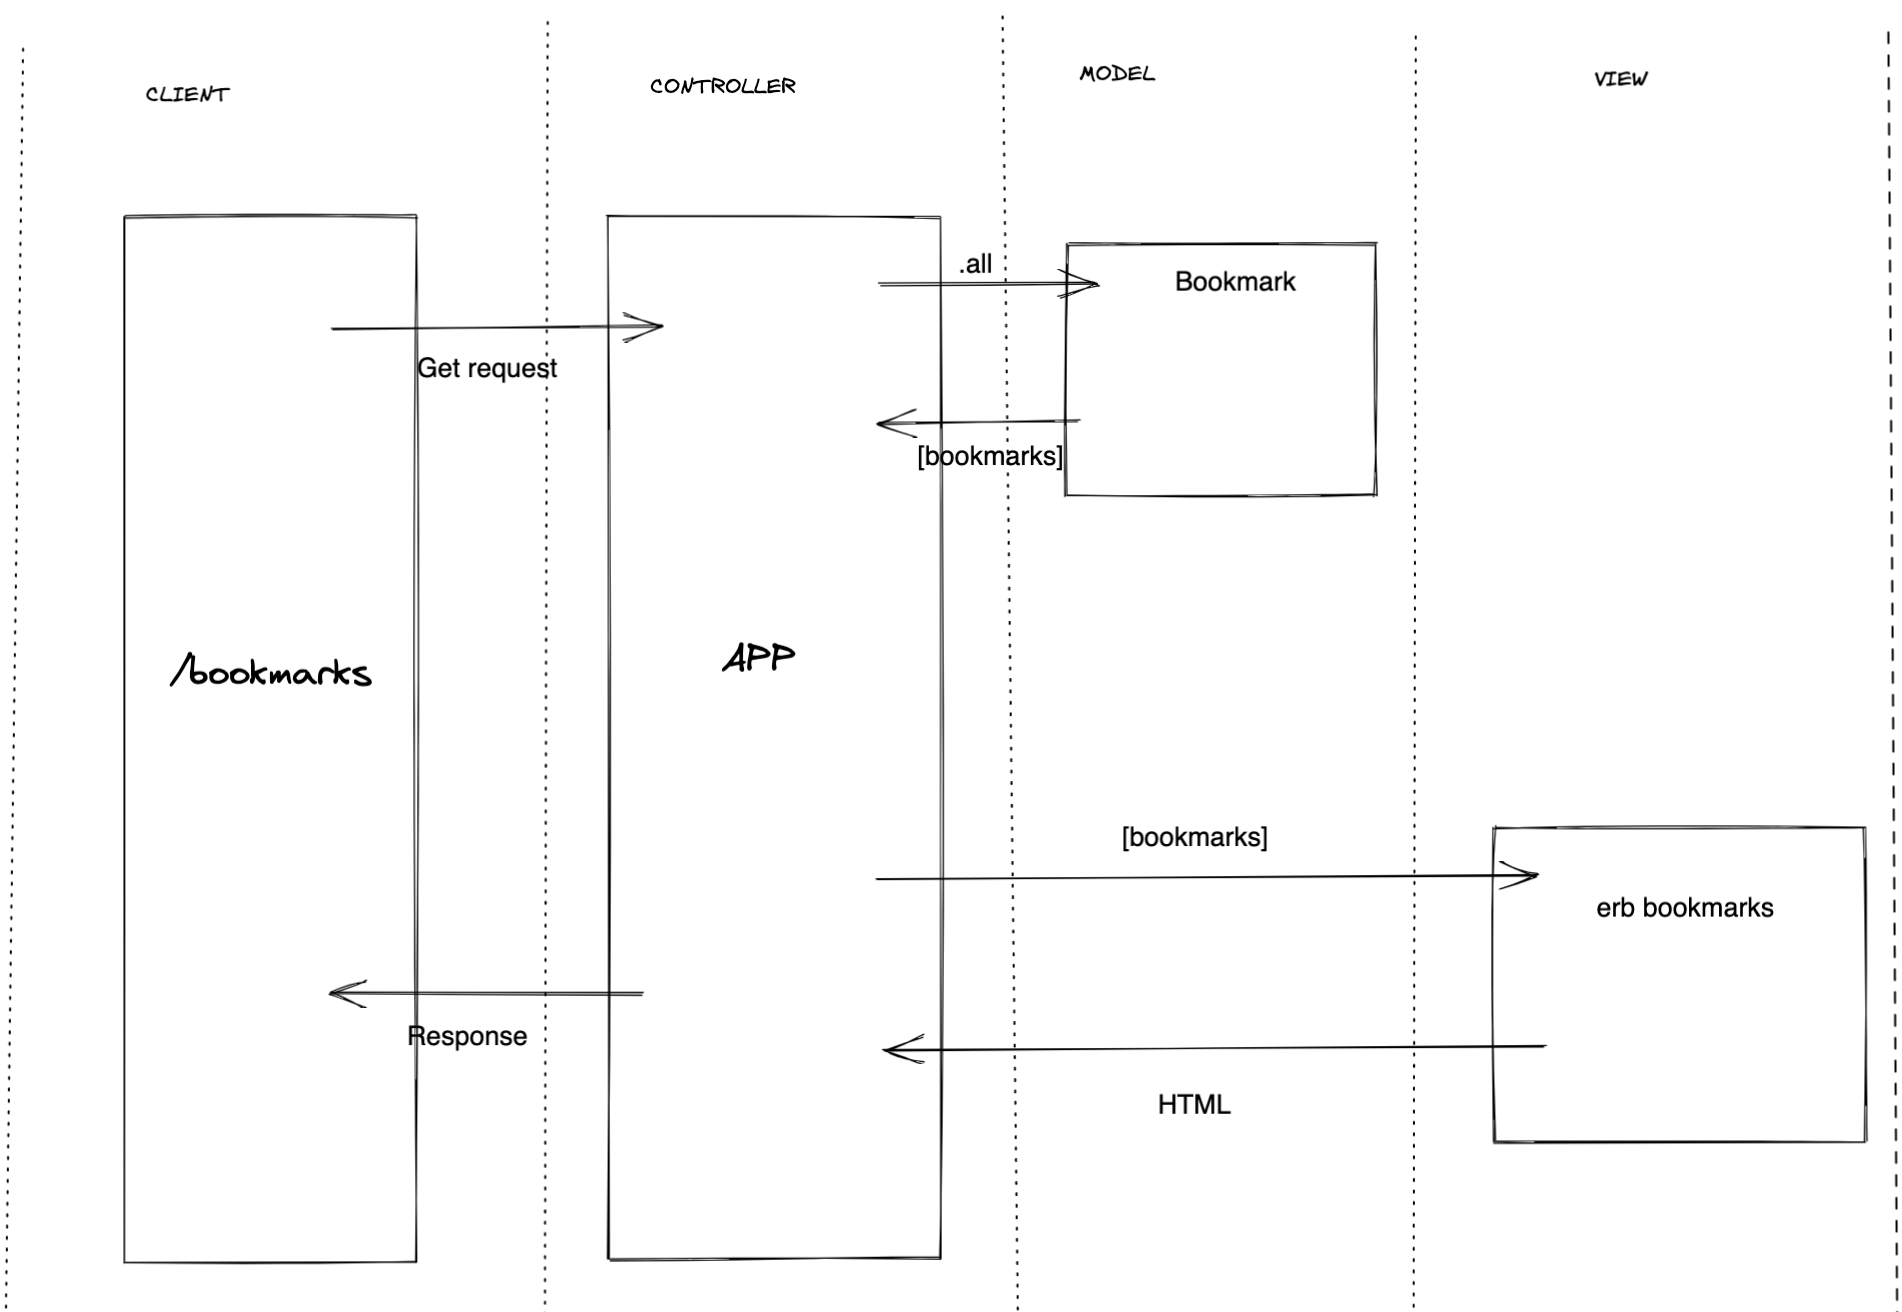 CLIENT
CONTROLLER
MODEL
VIEW
.all
Bookmark
Get request
[bookmarks]
/bookmarks
APP
[bookmarks]
erb bookmarks
Response
HTML